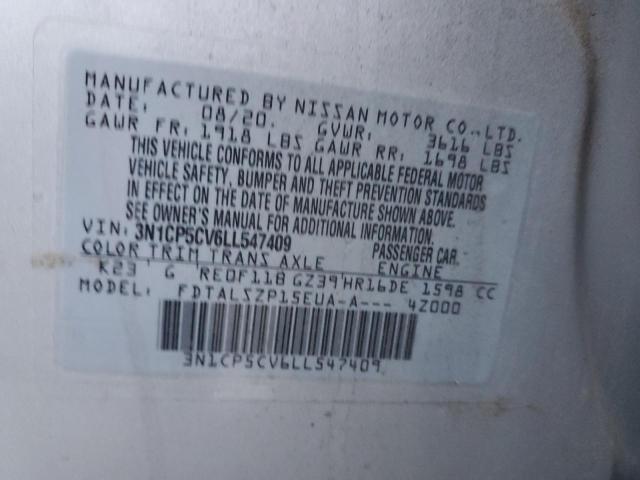 MANUFACTURED BY NISSAN MOTOR CO.,LTD.
DATE: 08/20. GVWR: 3616 LBS
GAWR FR: 1918 LBS GAWR RR: 1698 LBS
THIS VEHICLE CONFORMS TO ALL APPLICABLE FEDERAL MOTOR
VEHICLE SAFETY, BUMPER AND THEFT PREVENTION STANDARDS
IN EFFECT ON THE DATE OF MANUFACTURE SHOWN ABOVE.
SEE OWNER'S MANUAL FOR ADDITIONAL INFORMATION.
VIN: 3N1CP5CV6LL547409 PASSENGER CAR.
COLOR TRIM TRANS AXLE ENGINE
K23 G RE0F11B GZ39 HR16DE 1598 CC
MODEL: FDTALSZP15EUA-A--- 4Z000
3N1CP5CV6LL547409